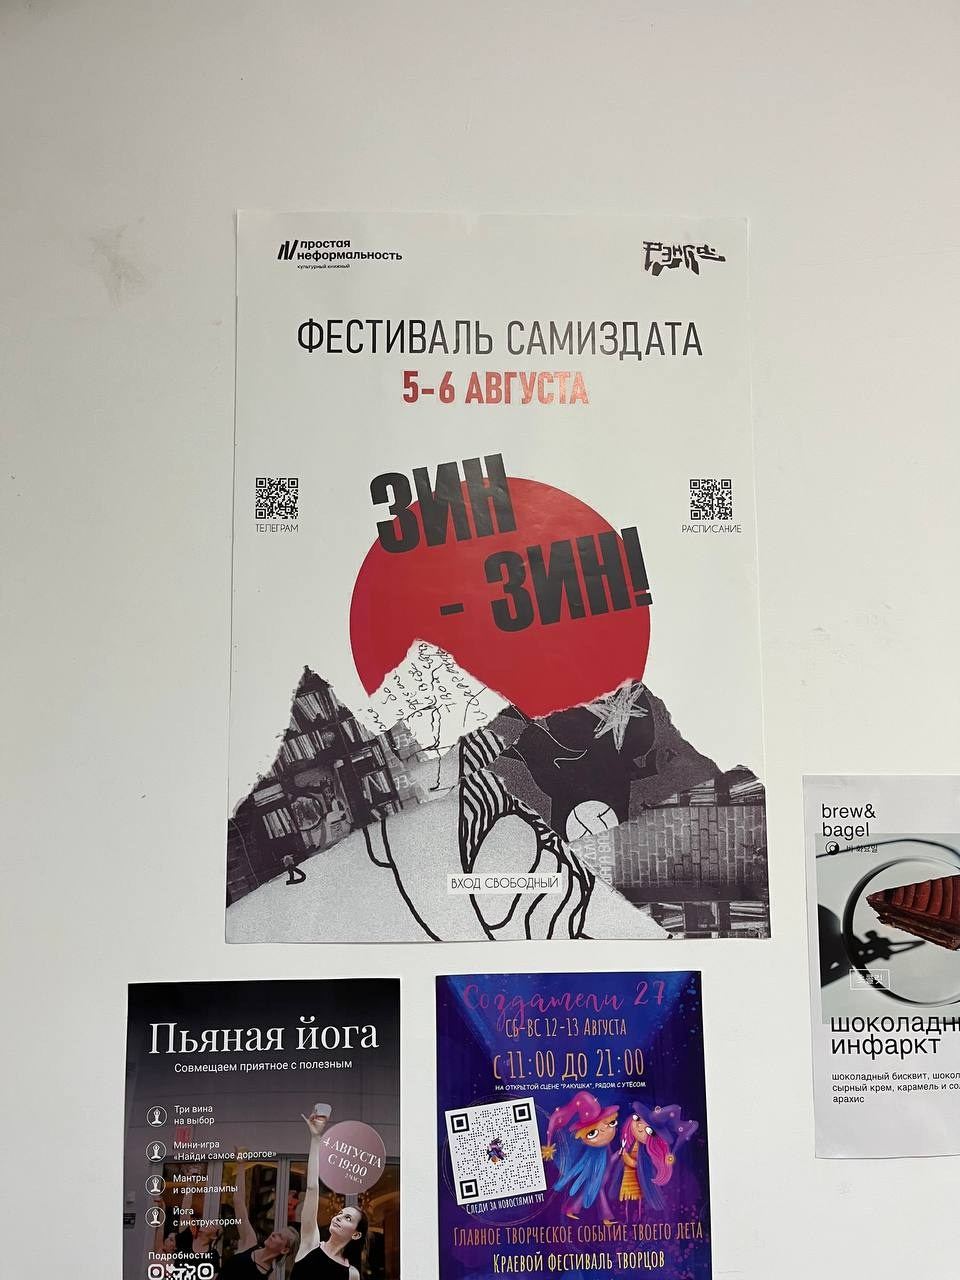 простая
неформальность
культурный книжный
ФЕСТИВАЛЬ САМИЗДАТА
5-6 АВГУСТА
ТЕЛЕГРАМ
РАСПИСАНИЕ
ЗИН
- ЗИН!
ВХОД СВОБОДНЫЙ
brew&
bagel
шоколадн
инфаркт
шоколадный бисквит, шокол
сырный крем, карамель и со
арахис
Пьяная йога
Совмещаем приятное с полезным
Три вина
на выбор
Мини-игра
«Найди самое дорогое»
Мантры
и аромалампы
Йога
с инструктором
4 АВГУСТА
С 19:00
2 ЧАСА
Подробности:
Создатели 27
Сб-Вс 12-13 Августа
с 11:00 до 21:00
НА ОТКРЫТОЙ СЦЕНЕ "РАКУШКА", РЯДОМ С УТЁСОМ
Следи за новостями тут
Главное творческое событие твоего лета
Краевой фестиваль творцов